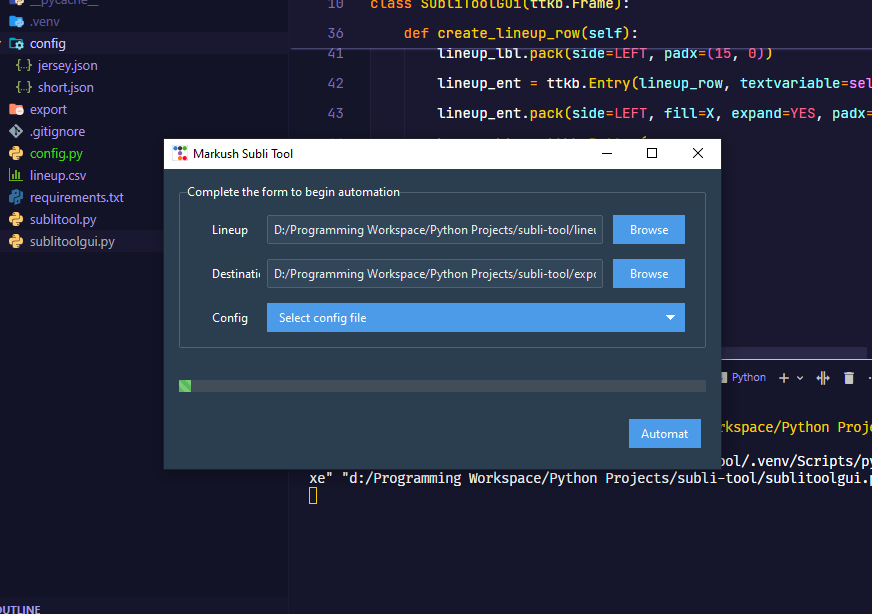 __pycache__
.venv
config
{..} jersey.json
{..} short.json
export
.gitignore
config.py
lineup.csv
requirements.txt
sublitool.py
sublitoolgui.py
OUTLINE
10 class SubliToolGui(ttkb.Frame):
36 def create_lineup_row(self):
41 lineup_lbl.pack(side=LEFT, padx=(15, 0))
42 lineup_ent = ttkb.Entry(lineup_row, textvariable=sel
43 lineup_ent.pack(side=LEFT, fill=X, expand=YES, padx=
Markush Subli Tool
Complete the form to begin automation
Lineup D:/Programming Workspace/Python Projects/subli-tool/lineu Browse
Destinatio D:/Programming Workspace/Python Projects/subli-tool/expo Browse
Config Select config file
Automat
Python
rkspace/Python Proje
ool/.venv/Scripts/py
xe" "d:/Programming Workspace/Python Projects/subli-tool/sublitoolgui.p